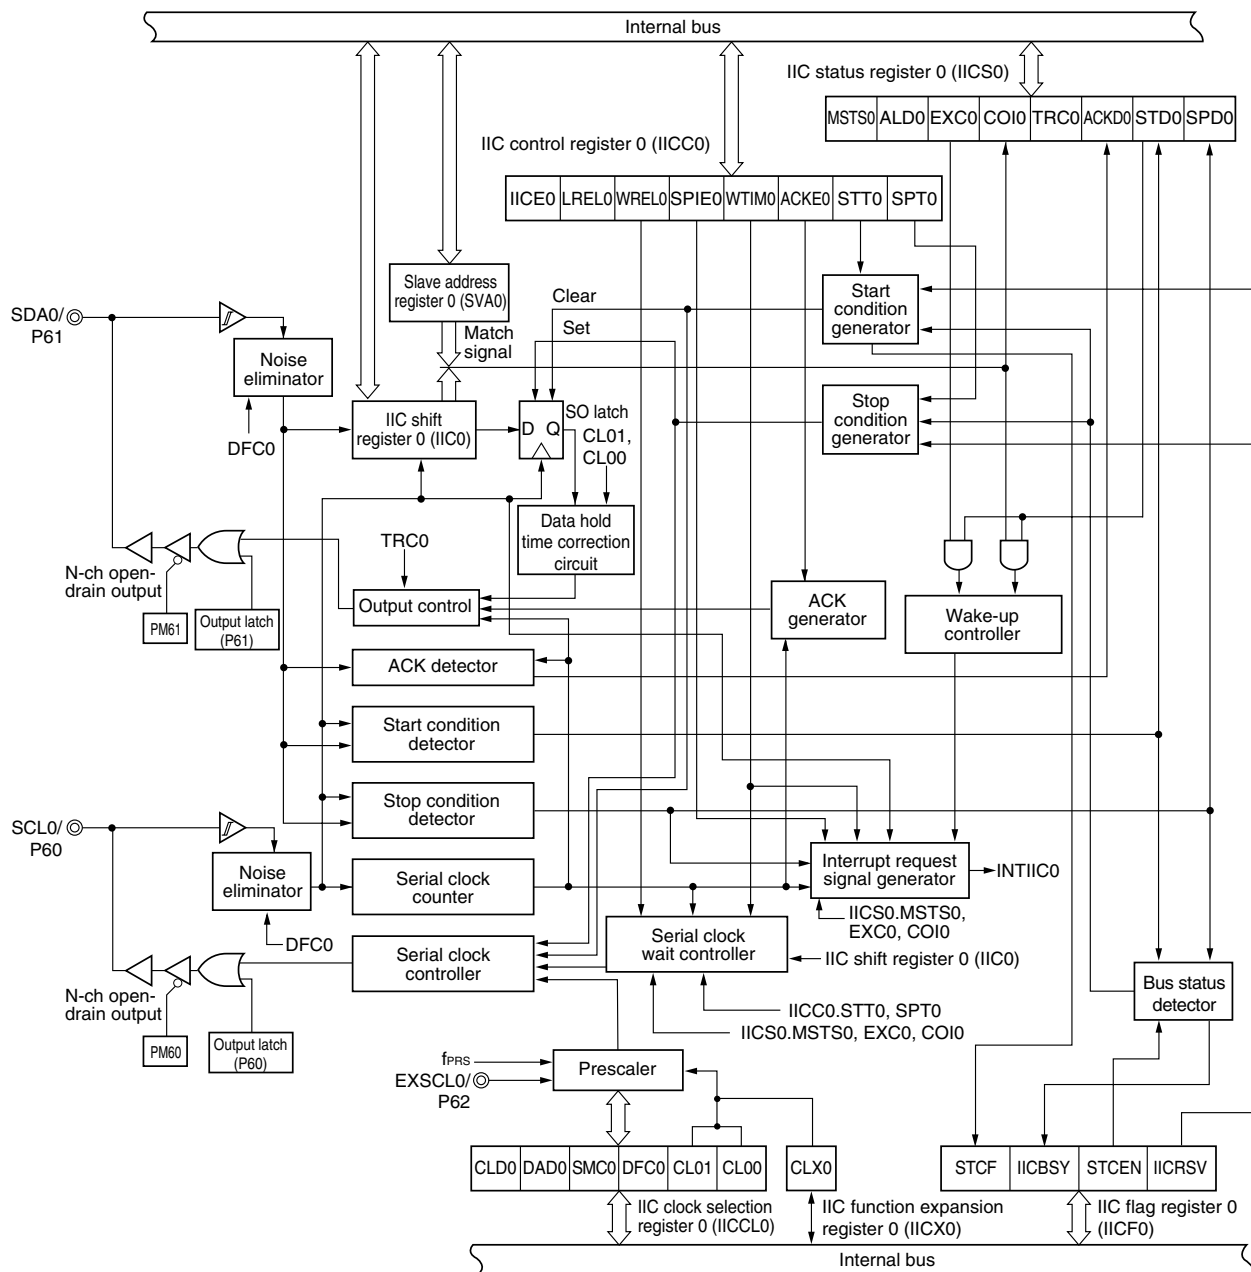 Internal bus
IIC status register 0 (IICS0)
MSTS0 ALD0 EXC0 COI0 TRC0 ACKD0 STD0 SPD0
IIC control register 0 (IICC0)
IICE0 LREL0 WREL0 SPIE0 WTIM0 ACKE0 STT0 SPT0
Slave address
register 0 (SVA0)
Clear
Set
Match
signal
Start
condition
generator
SDA0/
P61
Noise
eliminator
DFC0
IIC shift
register 0 (IIC0)
D Q
SO latch
CL01,
CL00
Stop
condition
generator
Data hold
time correction
circuit
TRC0
N-ch open-
drain output
PM61
Output latch
(P61)
Output control
ACK
generator
Wake-up
controller
ACK detector
Start condition
detector
Stop condition
detector
SCL0/
P60
Noise
eliminator
DFC0
Serial clock
counter
Interrupt request
signal generator
INTIIC0
IICS0.MSTS0,
EXC0, COI0
Serial clock
controller
Serial clock
wait controller
IIC shift register 0 (IIC0)
Bus status
detector
N-ch open-
drain output
PM60
Output latch
(P60)
IICC0.STT0, SPT0
IICS0.MSTS0, EXC0, COI0
fPRS
EXSCL0/
P62
Prescaler
CLD0 DAD0 SMC0 DFC0 CL01 CL00
CLX0
STCF IICBSY STCEN IICRSV
IIC clock selection
register 0 (IICCL0)
IIC function expansion
register 0 (IICX0)
IIC flag register 0
(IICF0)
Internal bus